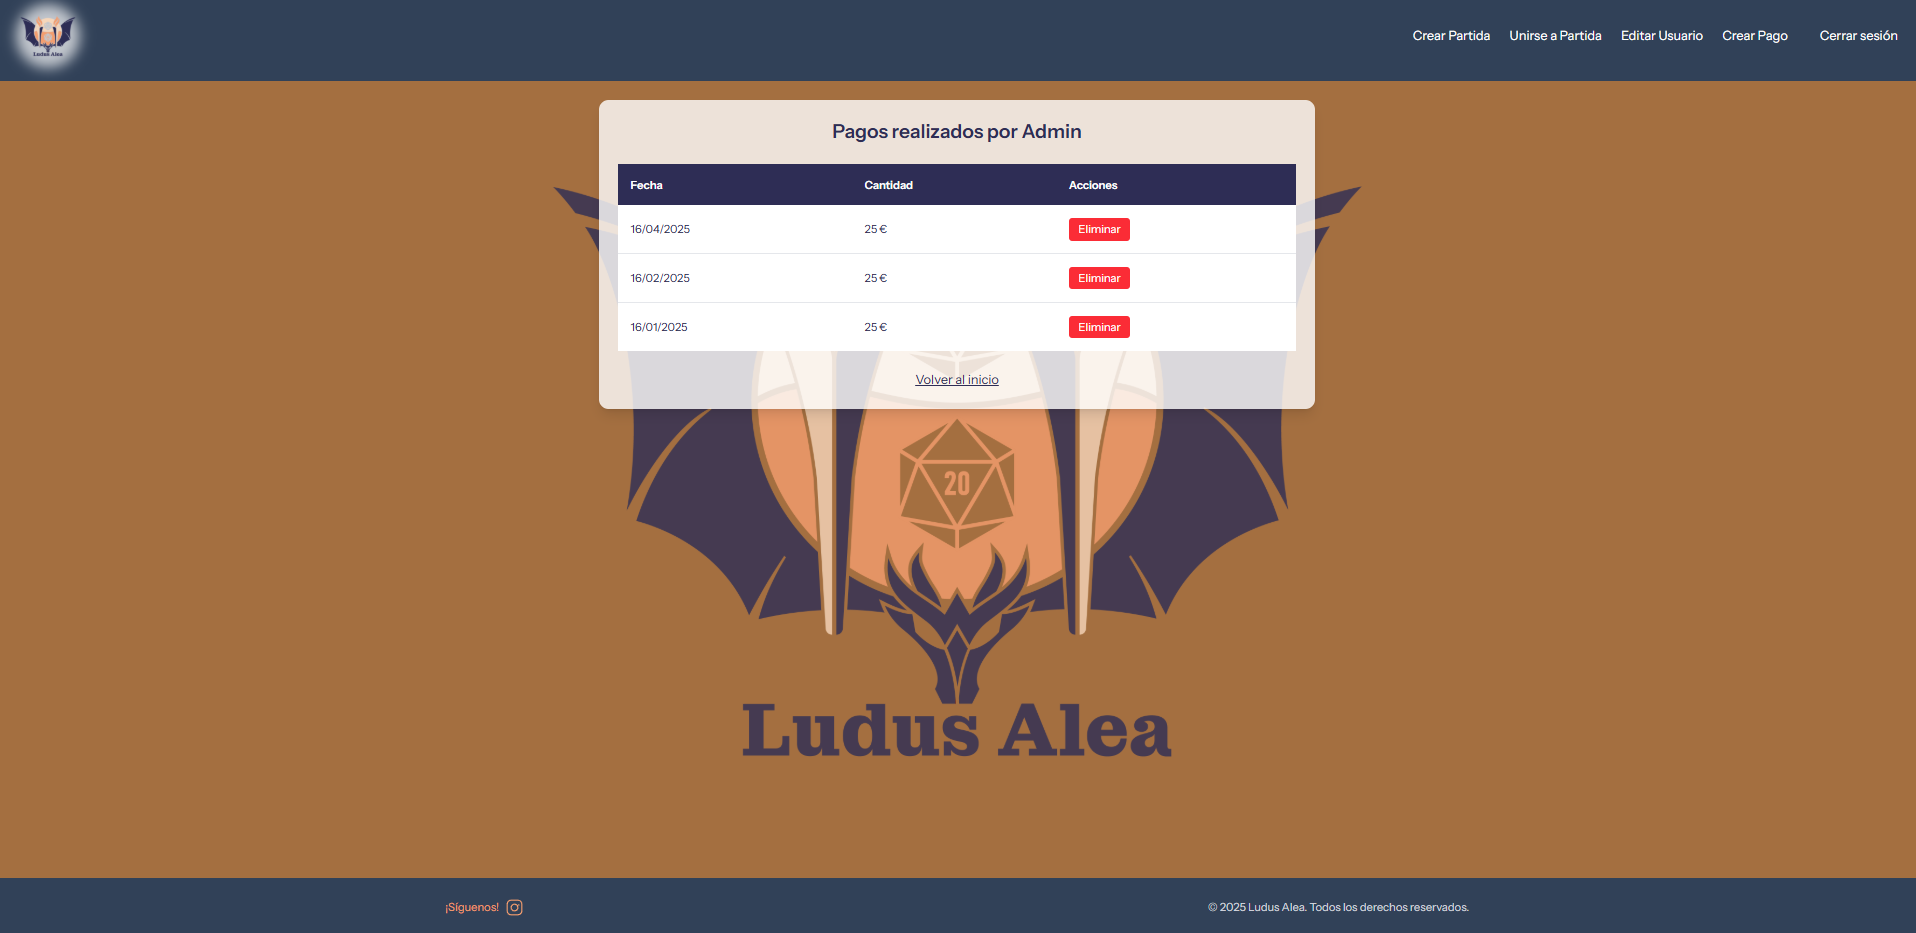 Ludus Alea
Crear Partida Unirse a Partida Editar Usuario Crear Pago Cerrar sesión
Pagos realizados por Admin
Fecha Cantidad Acciones
16/04/2025 25 € Eliminar
16/02/2025 25 € Eliminar
16/01/2025 25 € Eliminar
Volver al inicio
20
Ludus Alea
¡Síguenos! © 2025 Ludus Alea. Todos los derechos reservados.